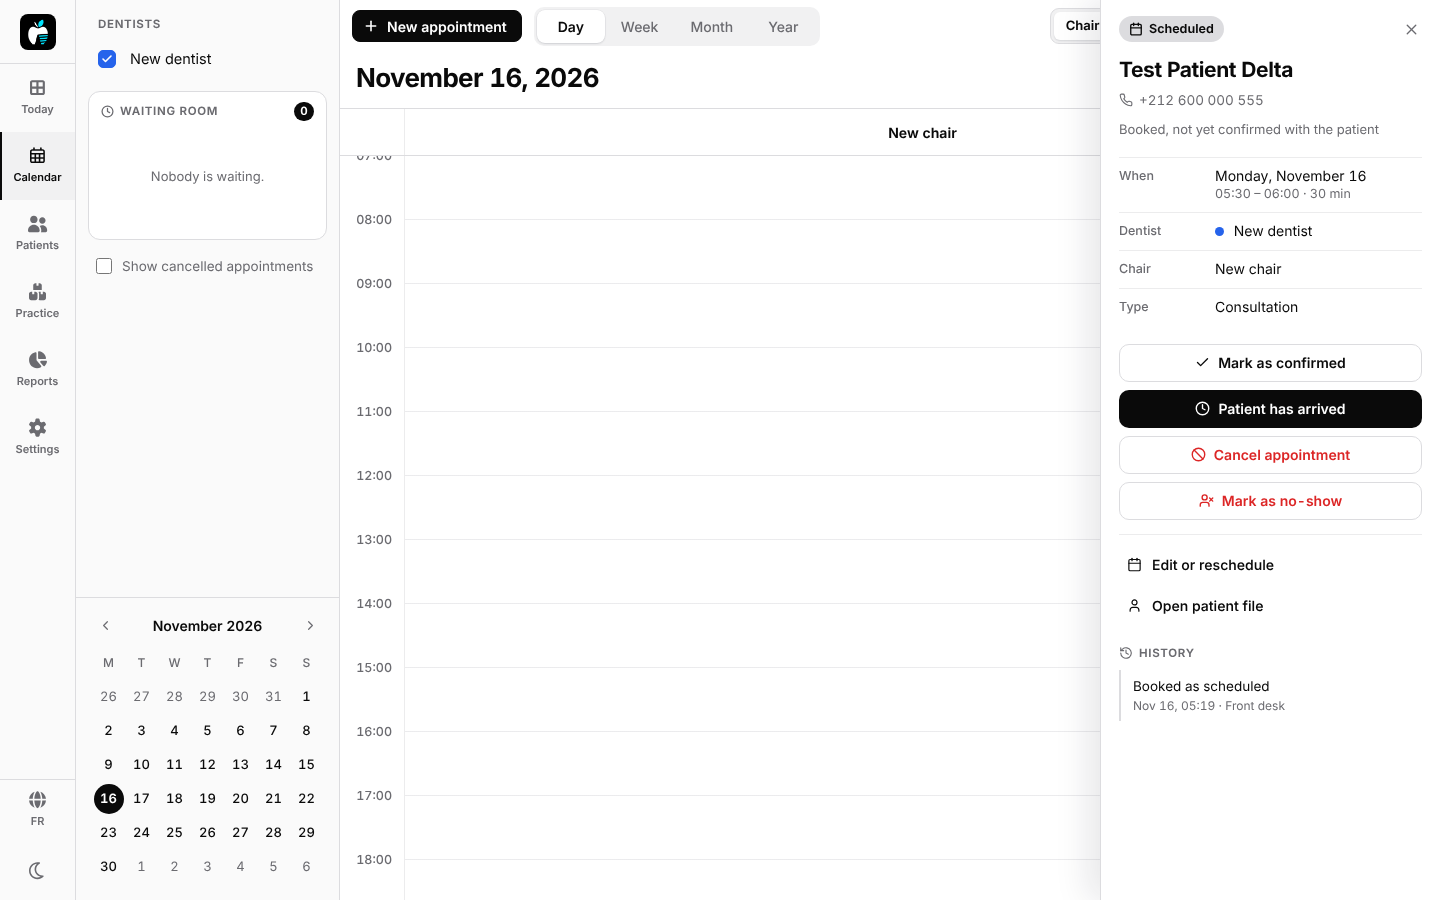 Today
Calendar
Patients
Practice
Reports
Settings
FR
DENTISTS
New dentist
WAITING ROOM
0
Nobody is waiting.
Show cancelled appointments
November 2026
M T W T F S S
26 27 28 29 30 31 1
2 3 4 5 6 7 8
9 10 11 12 13 14 15
16 17 18 19 20 21 22
23 24 25 26 27 28 29
30 1 2 3 4 5 6
New appointment
Day Week Month Year
Chair
November 16, 2026
New chair
07:00
08:00
09:00
10:00
11:00
12:00
13:00
14:00
15:00
16:00
17:00
18:00
Scheduled
Test Patient Delta
+212 600 000 555
Booked, not yet confirmed with the patient
When Monday, November 16
05:30 – 06:00 · 30 min
Dentist New dentist
Chair New chair
Type Consultation
Mark as confirmed
Patient has arrived
Cancel appointment
Mark as no-show
Edit or reschedule
Open patient file
HISTORY
Booked as scheduled
Nov 16, 05:19 · Front desk